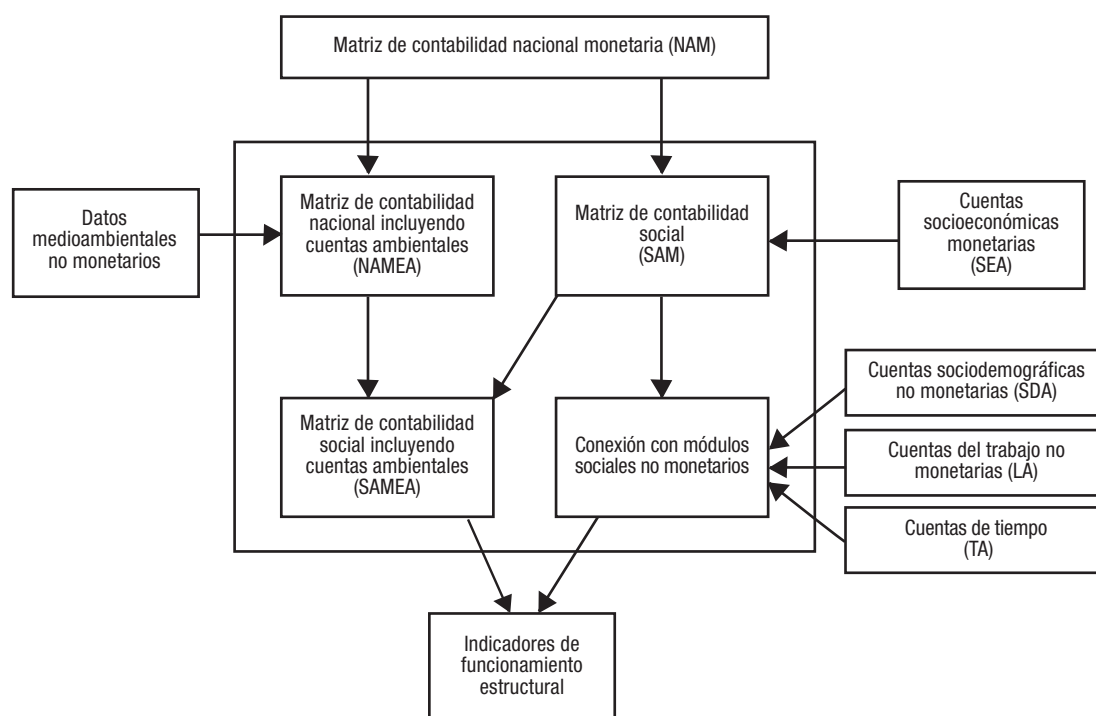 Matriz de contabilidad nacional monetaria (NAM)
Datos
medioambientales
no monetarios
Matriz de contabilidad
nacional incluyendo
cuentas ambientales
(NAMEA)
Matriz de contabilidad
social
(SAM)
Cuentas
socioeconómicas
monetarias
(SEA)
Matriz de contabilidad
social incluyendo
cuentas ambientales
(SAMEA)
Conexión con módulos
sociales no monetarios
Cuentas sociodemográficas
no monetarias (SDA)
Cuentas del trabajo no
monetarias (LA)
Cuentas de tiempo
(TA)
Indicadores de
funcionamiento
estructural